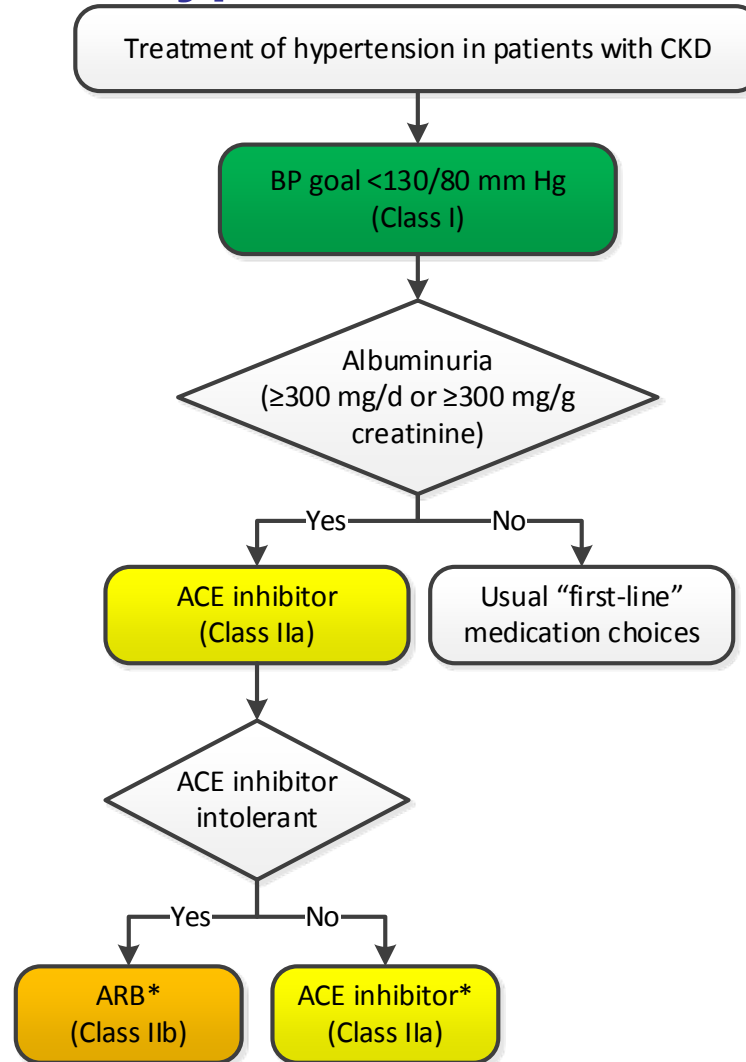 Treatment of hypertension in patients with CKD
BP goal <130/80 mm Hg
(Class I)
Albuminuria
(≥300 mg/d or ≥300 mg/g
creatinine)
Yes
No
ACE inhibitor
(Class IIa)
Usual “first-line”
medication choices
ACE inhibitor
intolerant
Yes
No
ARB*
(Class IIb)
ACE inhibitor*
(Class IIa)